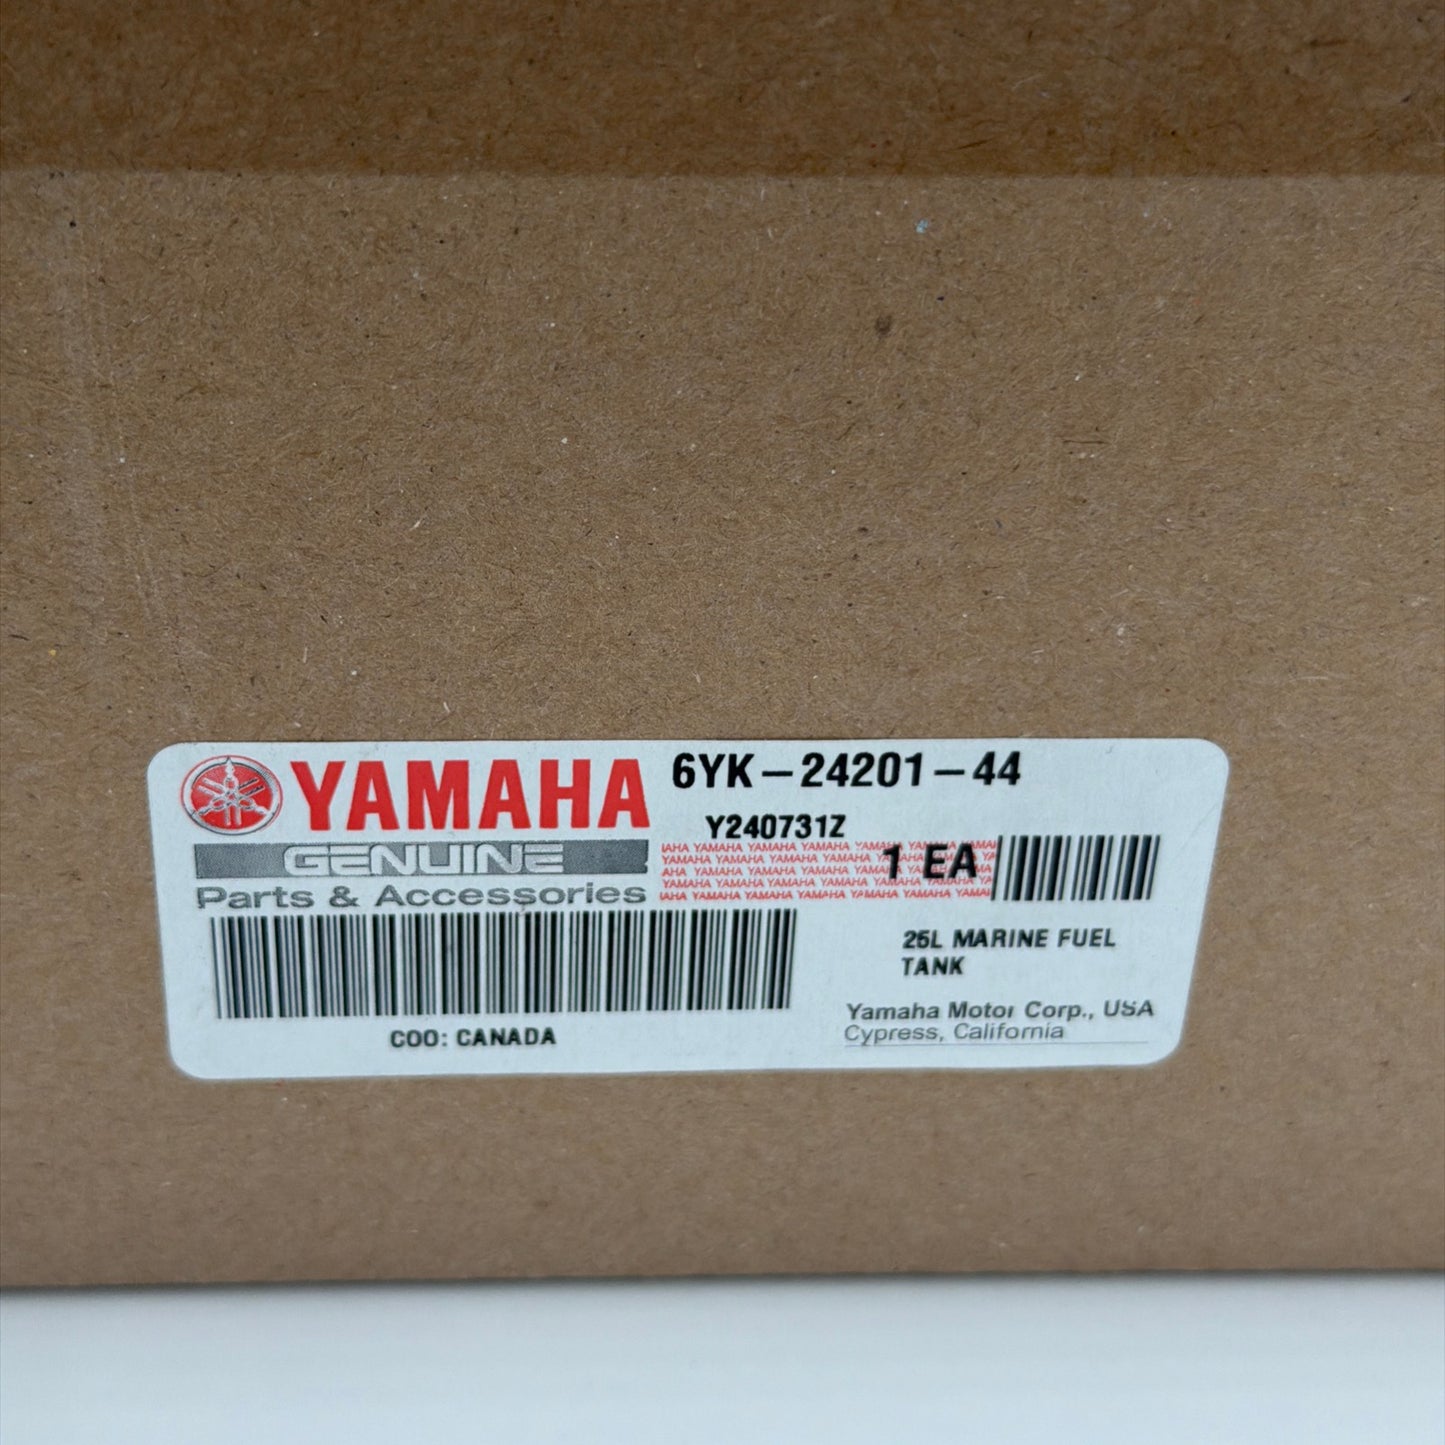 YAMAHA 6YK-24201-44
Y240731Z
GENUINE
1 EA
Parts & Accessories
25L MARINE FUEL
TANK
COO: CANADA
Yamaha Motor Corp., USA
Cypress, California